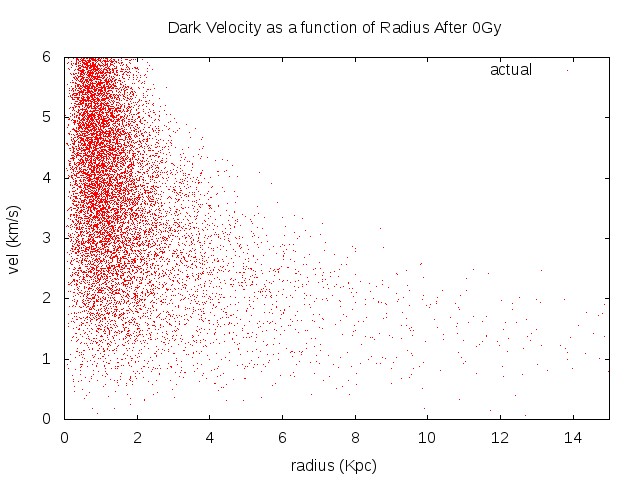 Dark Velocity as a function of Radius After 0Gy
actual
6
5
4
3
2
1
0
vel (km/s)
0 2 4 6 8 10 12 14
radius (Kpc)